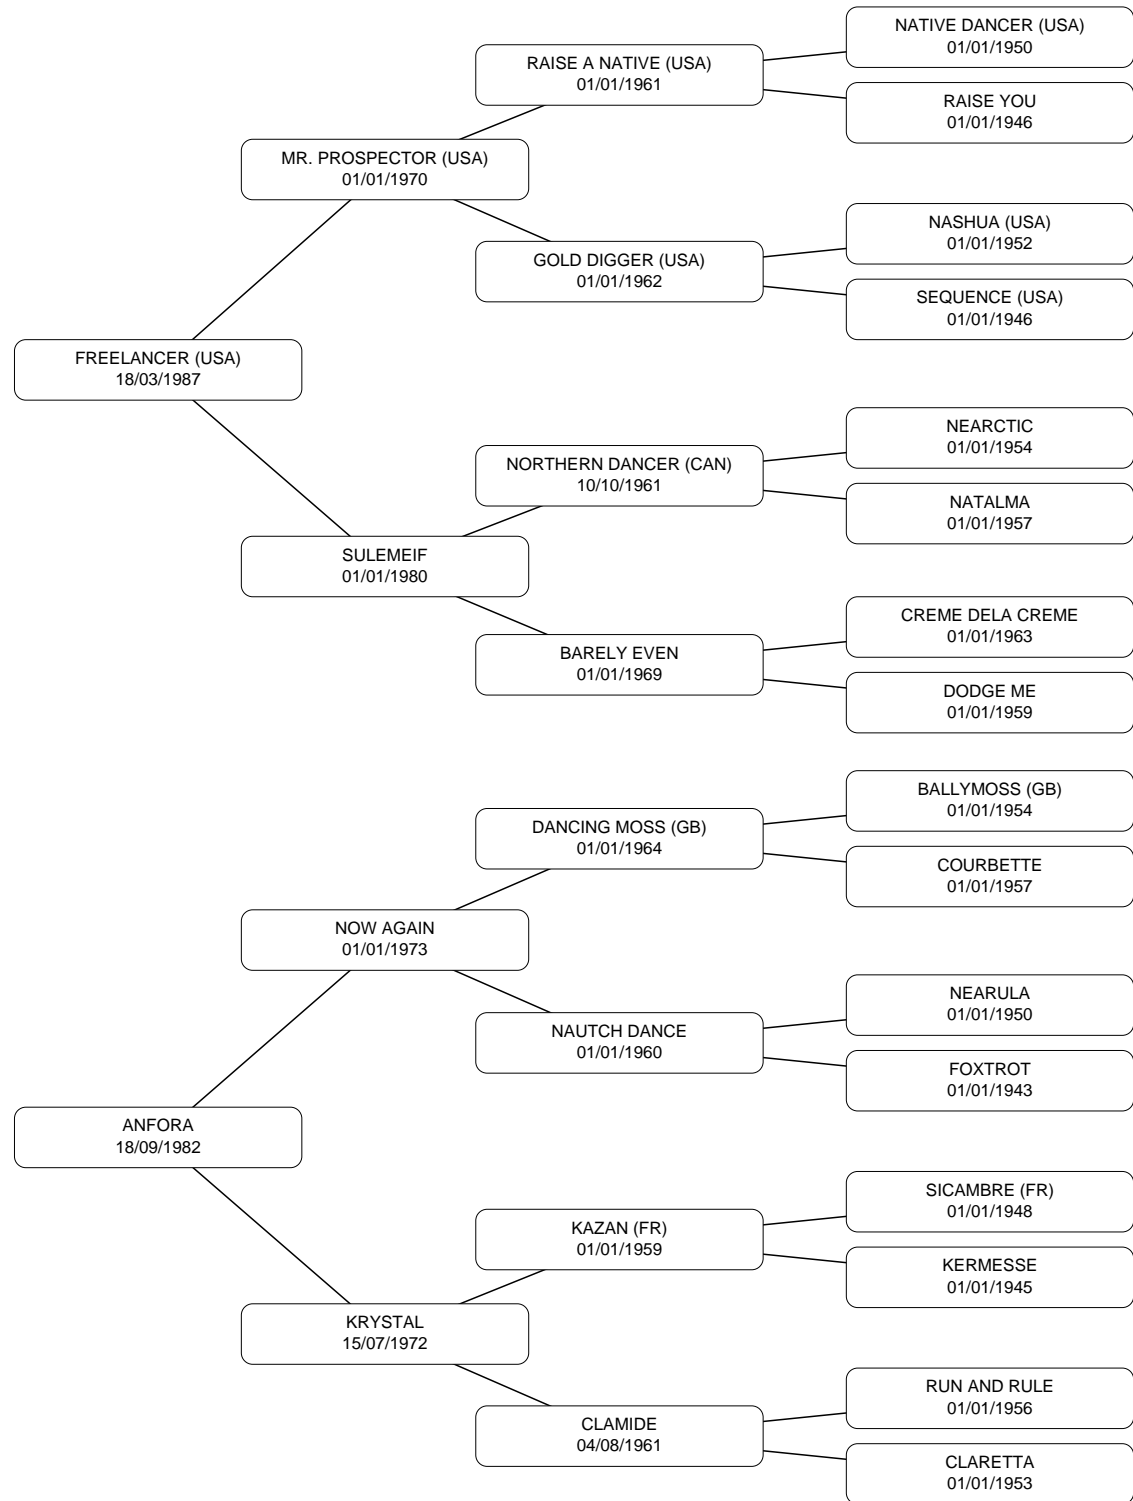 NATIVE DANCER (USA)
01/01/1950
RAISE A NATIVE (USA)
01/01/1961
RAISE YOU
01/01/1946
MR. PROSPECTOR (USA)
01/01/1970
NASHUA (USA)
01/01/1952
GOLD DIGGER (USA)
01/01/1962
SEQUENCE (USA)
01/01/1946
FREELANCER (USA)
18/03/1987
NEARCTIC
01/01/1954
NORTHERN DANCER (CAN)
10/10/1961
NATALMA
01/01/1957
SULEMEIF
01/01/1980
CREME DELA CREME
01/01/1963
BARELY EVEN
01/01/1969
DODGE ME
01/01/1959
BALLYMOSS (GB)
01/01/1954
DANCING MOSS (GB)
01/01/1964
COURBETTE
01/01/1957
NOW AGAIN
01/01/1973
NEARULA
01/01/1950
NAUTCH DANCE
01/01/1960
FOXTROT
01/01/1943
ANFORA
18/09/1982
SICAMBRE (FR)
01/01/1948
KAZAN (FR)
01/01/1959
KERMESSE
01/01/1945
KRYSTAL
15/07/1972
RUN AND RULE
01/01/1956
CLAMIDE
04/08/1961
CLARETTA
01/01/1953